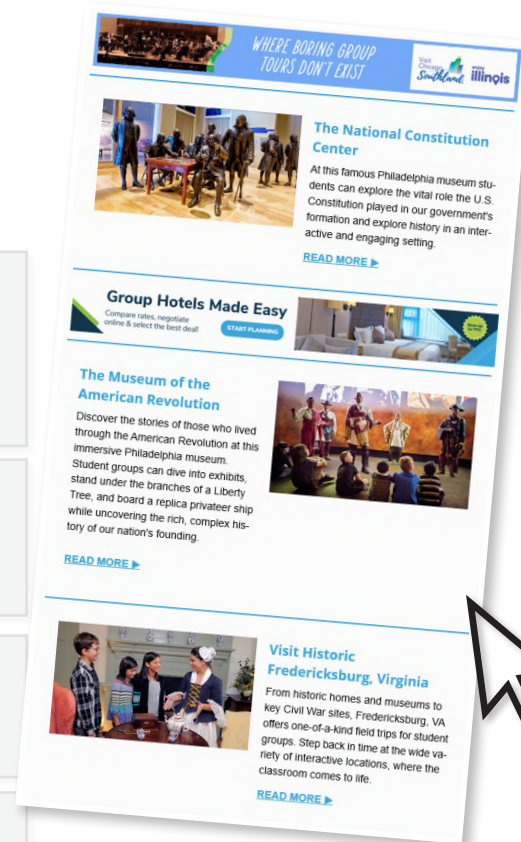 WHERE BORING GROUP
TOURS DON'T EXIST
Visit
Chicago
Southland
enjoy
illinois
The National Constitution
Center
At this famous Philadelphia museum stu-
dents can explore the vital role the U.S.
Constitution played in our government's
formation and explore history in an inter-
active and engaging setting.
READ MORE ▶
Group Hotels Made Easy
Compare rates, negotiate
online & select the best deal!
START PLANNING
The Museum of the
American Revolution
Discover the stories of those who lived
through the American Revolution at this
immersive Philadelphia museum.
Student groups can dive into exhibits,
stand under the branches of a Liberty
Tree, and board a replica privateer ship
while uncovering the rich, complex his-
tory of our nation's founding.
READ MORE ▶
Visit Historic
Fredericksburg, Virginia
From historic homes and museums to
key Civil War sites, Fredericksburg, VA
offers one-of-a-kind field trips for student
groups. Step back in time at the wide va-
riety of interactive locations, where the
classroom comes to life.
READ MORE ▶